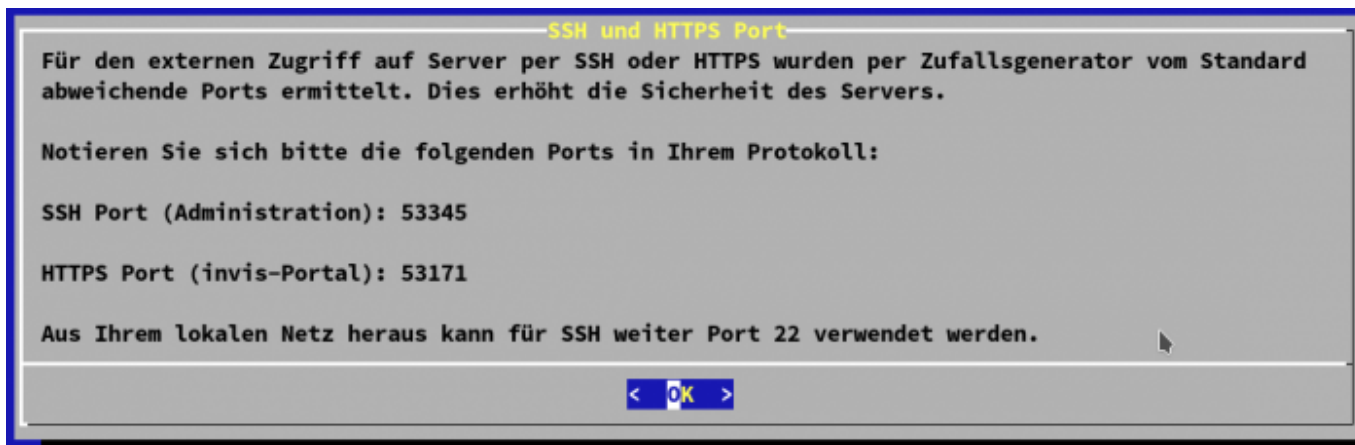 SSH und HTTPS Port
Für den externen Zugriff auf Server per SSH oder HTTPS wurden per Zufallsgenerator vom Standard
abweichende Ports ermittelt. Dies erhöht die Sicherheit des Servers.
Notieren Sie sich bitte die folgenden Ports in Ihrem Protokoll:
SSH Port (Administration): 53345
HTTPS Port (invis-Portal): 53171
Aus Ihrem lokalen Netz heraus kann für SSH weiter Port 22 verwendet werden.
< OK >